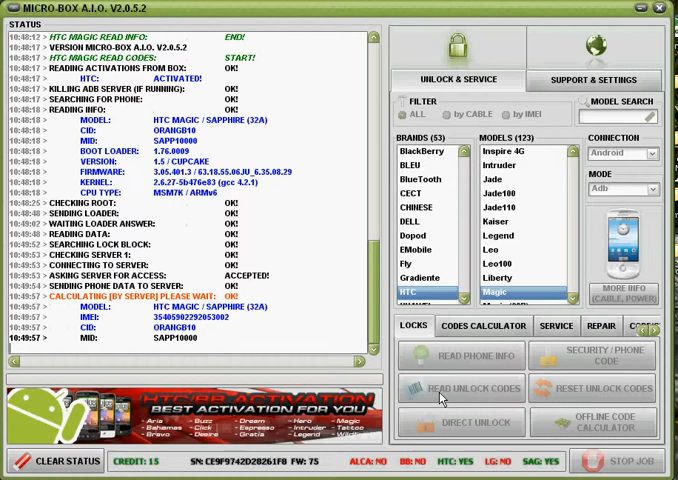 MICRO-BOX A.I.O. V2.0.5.2
STATUS
10:48:12 > HTC MAGIC READ INFO: END!
10:48:17 > VERSION MICRO-BOX A.I.O. V2.0.5.2
10:48:17 > HTC MAGIC READ CODES: START!
10:48:17 > READING ACTIVATIONS FROM BOX: OK!
10:48:17 > HTC: ACTIVATED!
10:48:17 > KILLING ADB SERVER (IF RUNNING): OK!
10:48:17 > SEARCHING FOR PHONE: OK!
10:48:18 > READING INFO: OK!
10:48:18 > MODEL: HTC MAGIC / SAPPHIRE (32A)
10:48:18 > CID: ORANGB10
10:48:18 > MID: SAPP10000
10:48:18 > BOOT LOADER: 1.76.0009
10:48:18 > VERSION: 1.5 / CUPCAKE
10:48:18 > FIRMWARE: 3.05.401.3 / 63.18.55.06JU_6.35.08.29
10:48:18 > KERNEL: 2.6.27-5b476e83 (gcc 4.2.1)
10:48:18 > CPU TYPE: MSM7K / ARMv6
10:48:25 > CHECKING ROOT: OK!
10:48:48 > SENDING LOADER: OK!
10:49:02 > WAITING LOADER ANSWER: OK!
10:49:48 > READING DATA: OK!
10:49:52 > SEARCHING LOCK BLOCK: OK!
10:49:53 > CHECKING SERVER 1: OK!
10:49:53 > CONNECTING TO SERVER: OK!
10:49:53 > ASKING SERVER FOR ACCESS: ACCEPTED!
10:49:54 > SENDING PHONE DATA TO SERVER: OK!
10:49:57 > CALCULATING [BY SERVER] PLEASE WAIT: OK!
10:49:57 > MODEL: HTC MAGIC / SAPPHIRE (32A)
10:49:57 > IMEI: 354059022920530​02
10:49:57 > CID: ORANGB10
10:49:57 > MID: SAPP10000
HTC/BB ACTIVATION
BEST ACTIVATION FOR YOU
- Aria - Buzz - Dream - Hero - Magic
- Bahamas - Click - Espresso - Intruder - Tattoo
- Bravo - Desire - Gratia - Legend - Wildfire
CLEAR STATUS
CREDIT: 15 SN: CE9F9742D28261F8 FW: 75 ALCA: NO BB: NO HTC: YES LG: NO SAG: YES
STOP JOB
UNLOCK & SERVICE
SUPPORT & SETTINGS
FILTER
ALL by CABLE by IMEI
MODEL SEARCH
BRANDS (53)
BlackBerry
BLEU
BlueTooth
CECT
CHINESE
DELL
Dopod
EMobile
Fly
Gradiente
HTC
MODELS (123)
Inspire 4G
Intruder
Jade
Jade100
Jade110
Kaiser
Legend
Leo
Leo100
Liberty
Magic
CONNECTION
Android
MODE
Adb
MORE INFO
(CABLE, POWER)
LOCKS CODES CALCULATOR SERVICE REPAIR
READ PHONE INFO
SECURITY / PHONE
CODE
READ UNLOCK CODES
RESET UNLOCK CODES
DIRECT UNLOCK
OFFLINE CODE
CALCULATOR